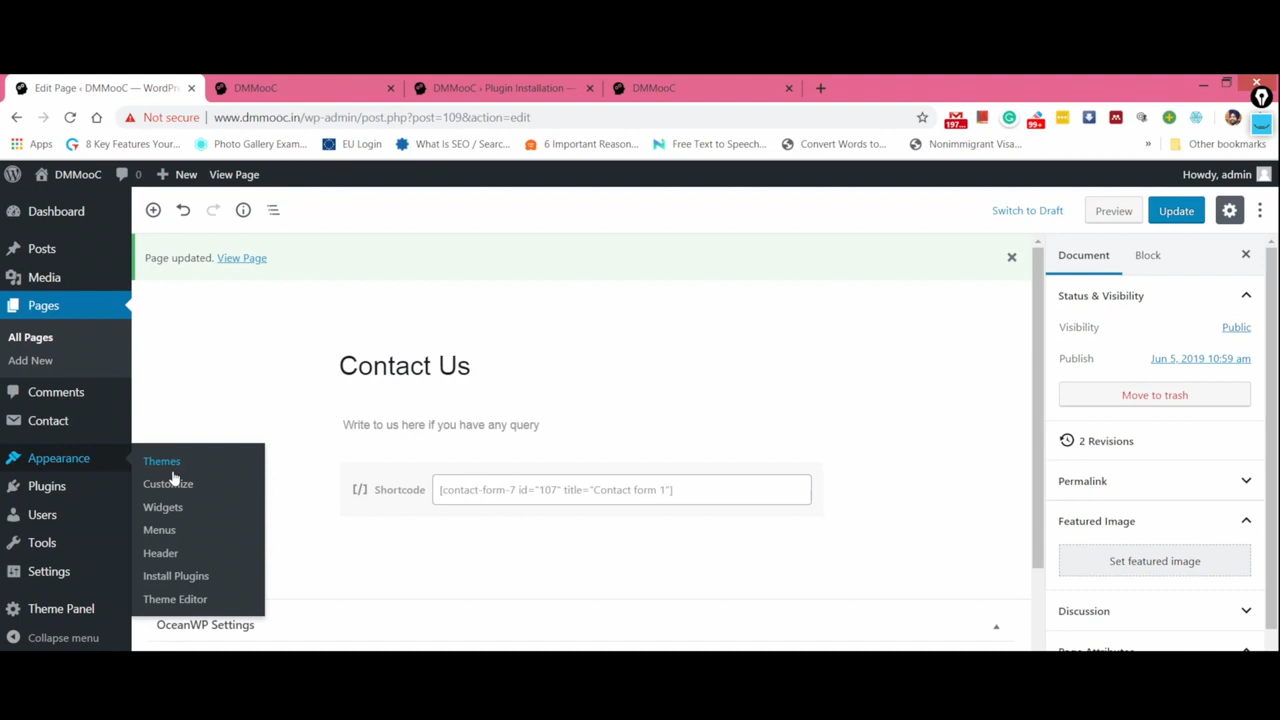 Edit Page ‹ DMMooC — WordPr
DMMooC
DMMooC › Plugin Installation —
DMMooC
Not secure
www.dmmooc.in/wp-admin/post.php?post=109&action=edit
197...
99+
Apps
8 Key Features Your...
Photo Gallery Exam...
EU Login
What Is SEO / Searc...
6 Important Reason...
Free Text to Speech...
Convert Words to...
Nonimmigrant Visa...
»
Other bookmarks
DMMooC
0
New
View Page
Howdy, admin
Dashboard
Posts
Media
Pages
All Pages
Add New
Comments
Contact
Appearance
Plugins
Users
Tools
Settings
Theme Panel
Collapse menu
Themes
Customize
Widgets
Menus
Header
Install Plugins
Theme Editor
Switch to Draft
Preview
Update
Page updated. View Page
Contact Us
Write to us here if you have any query
[/] Shortcode
[contact-form-7 id="107" title="Contact form 1"]
OceanWP Settings
Document
Block
Status & Visibility
Visibility
Public
Publish
Jun 5, 2019 10:59 am
Move to trash
2 Revisions
Permalink
Featured Image
Set featured image
Discussion
Page Attributes